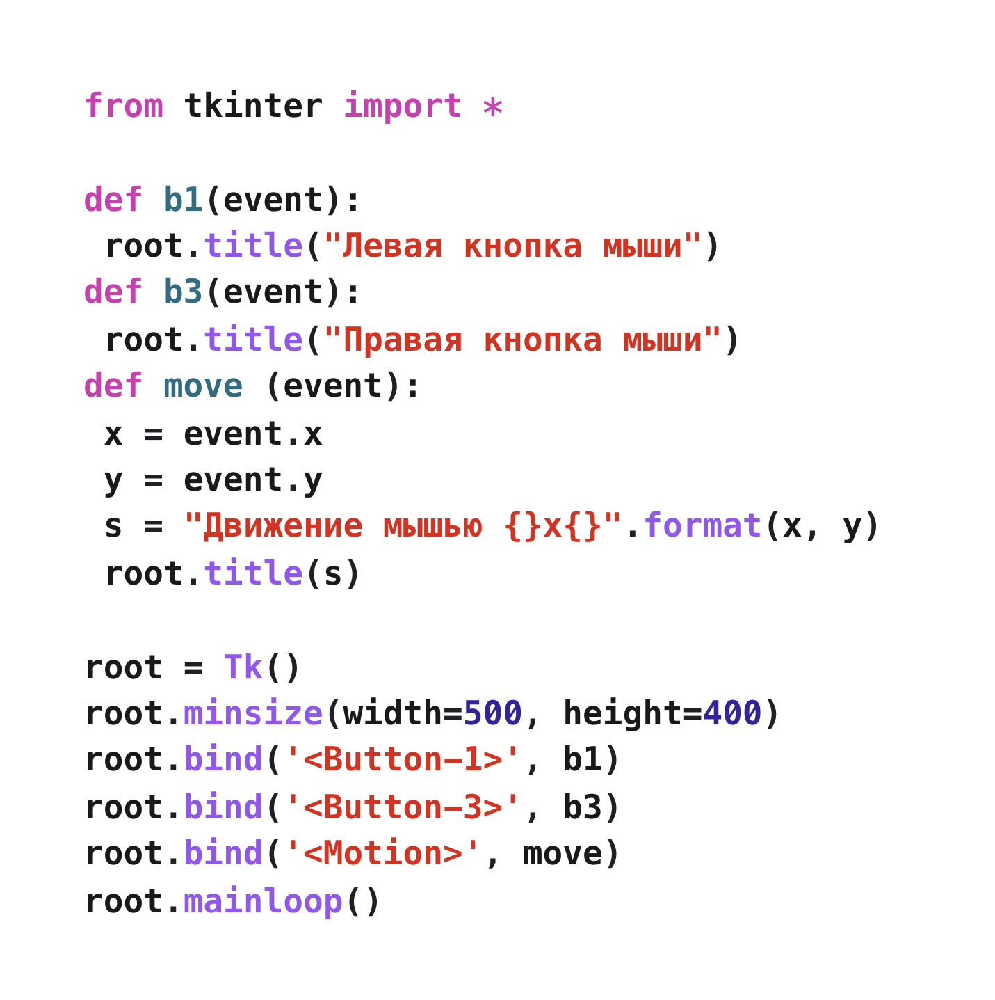 from tkinter import *
def b1(event):
 root.title("Левая кнопка мыши")
def b3(event):
 root.title("Правая кнопка мыши")
def move (event):
 x = event.x
 y = event.y
 s = "Движение мышью {}x{}".format(x, y)
 root.title(s)
root = Tk()
root.minsize(width=500, height=400)
root.bind('<Button-1>', b1)
root.bind('<Button-3>', b3)
root.bind('<Motion>', move)
root.mainloop()